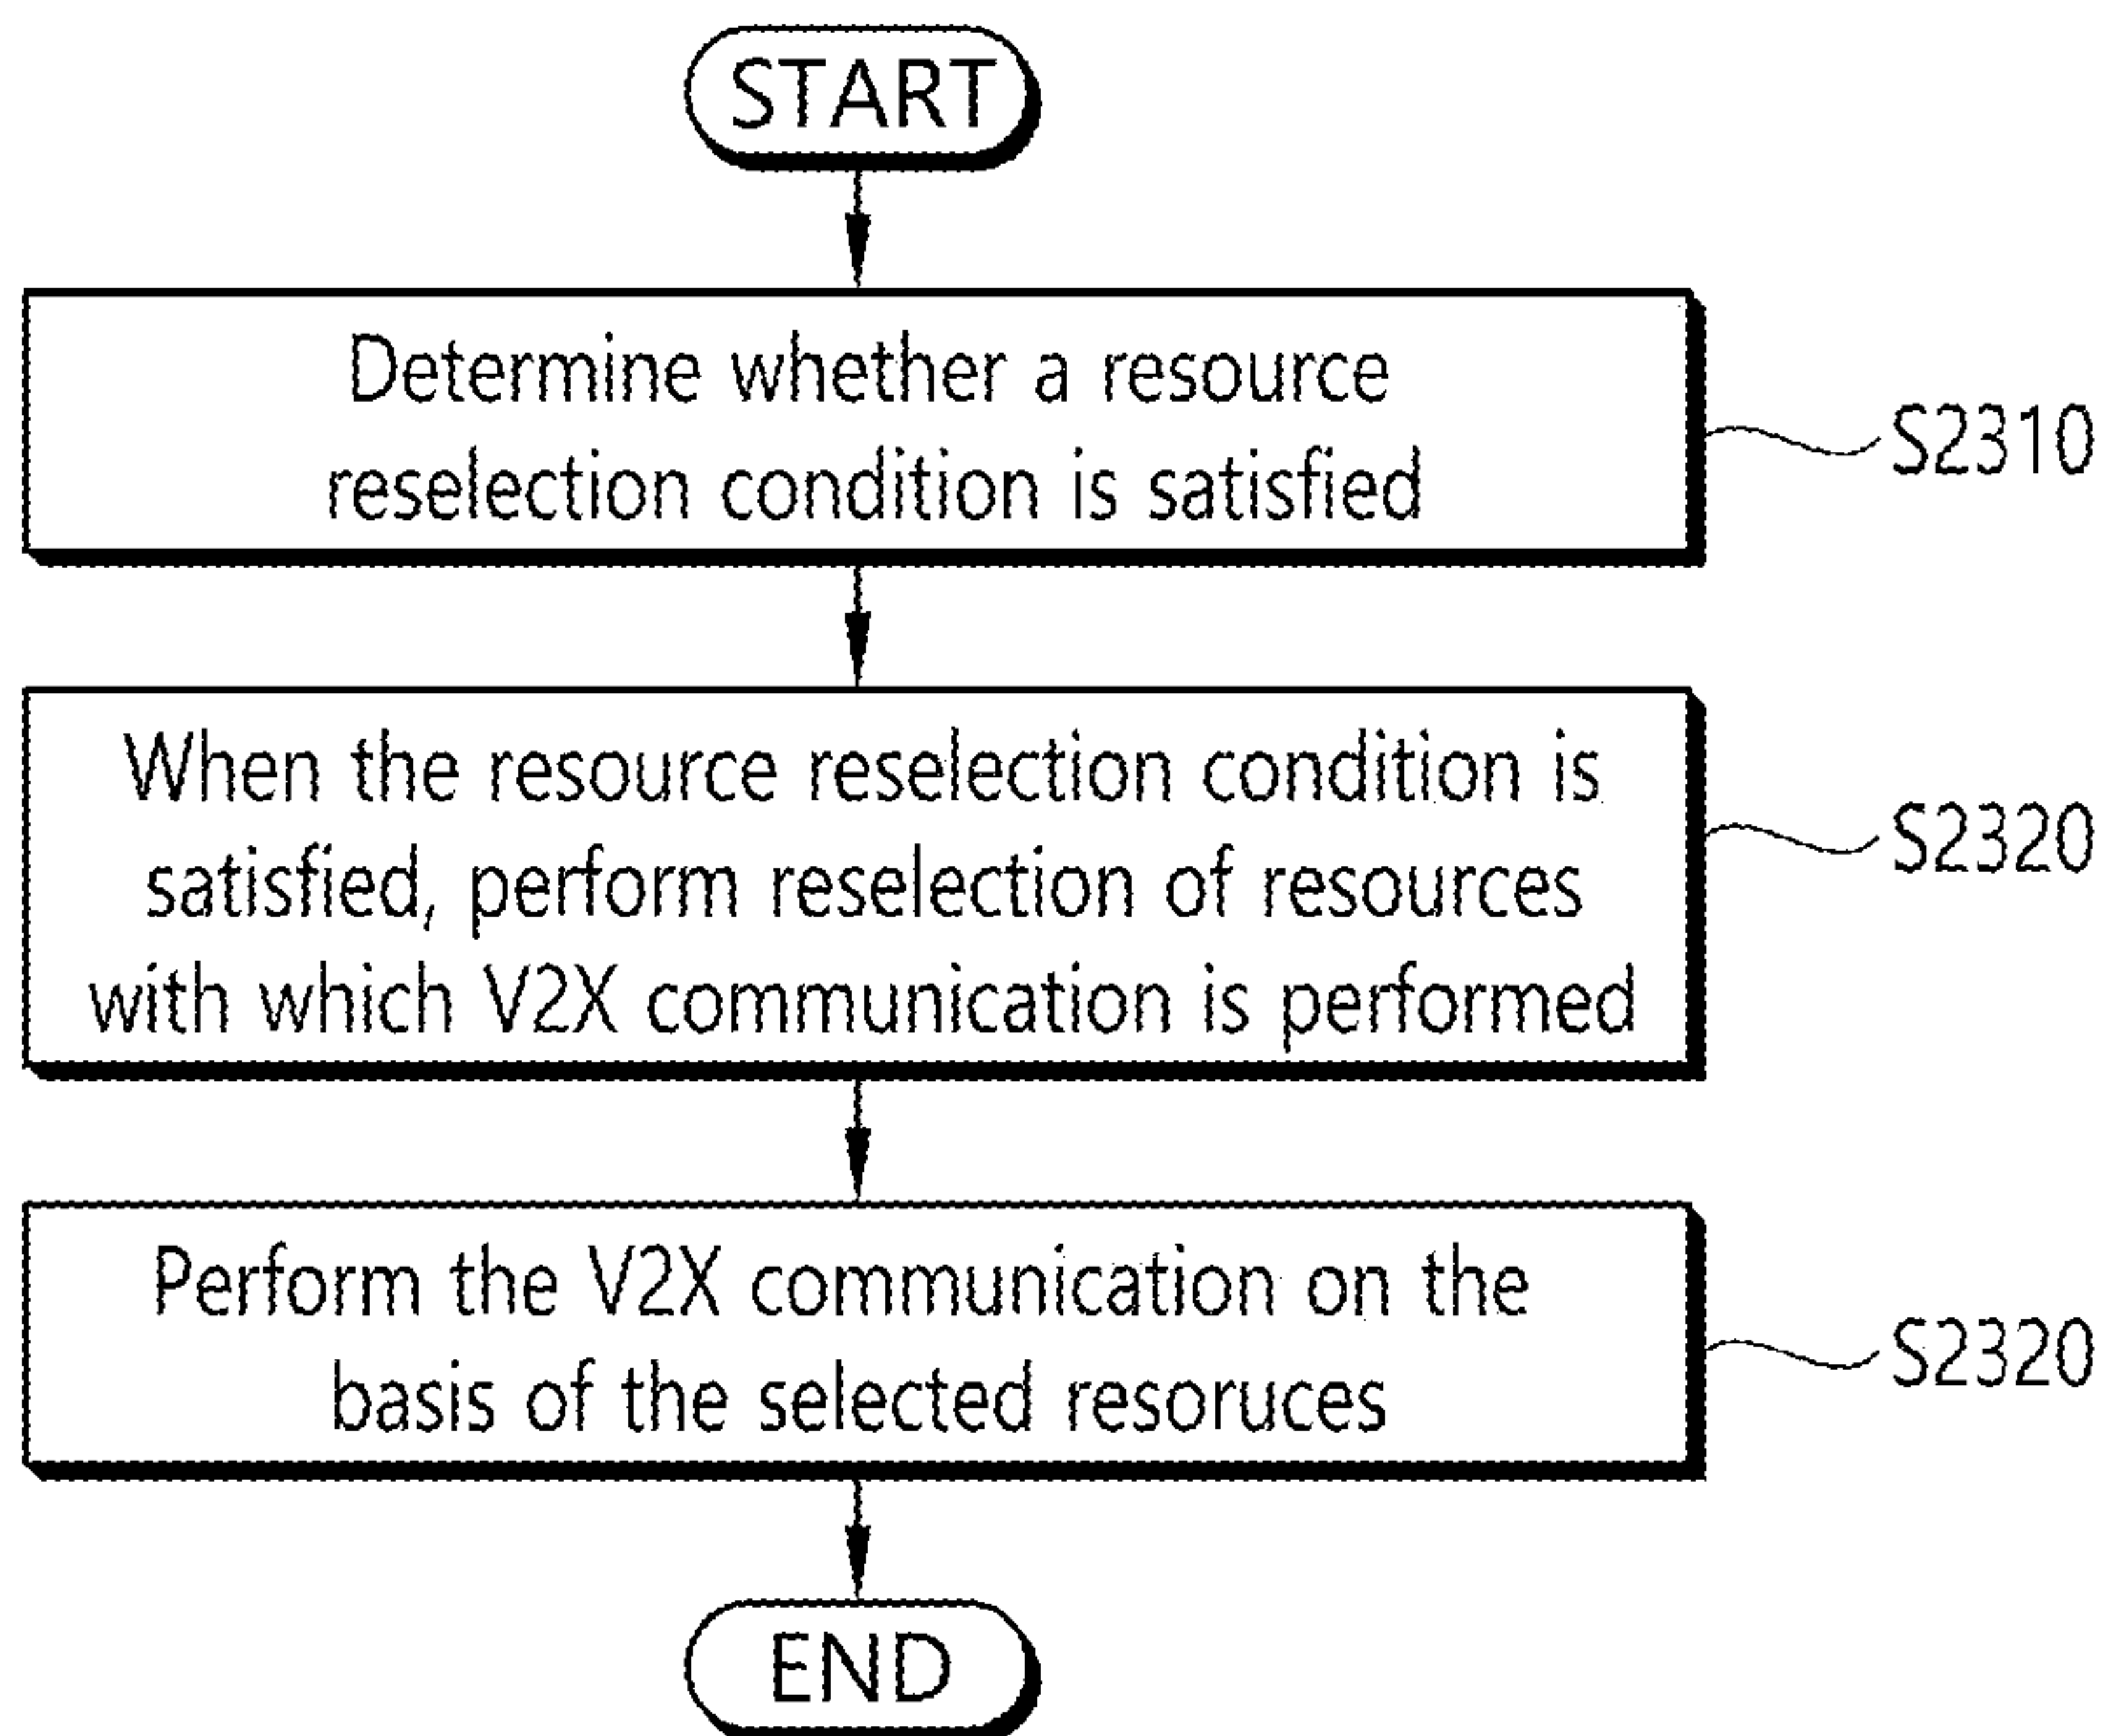 START
Determine whether a resource
reselection condition is satisfied
S2310
When the resource reselection condition is
satisfied, perform reselection of resources
with which V2X communication is performed
S2320
Perform the V2X communication on the
basis of the selected resoruces
S2320
END